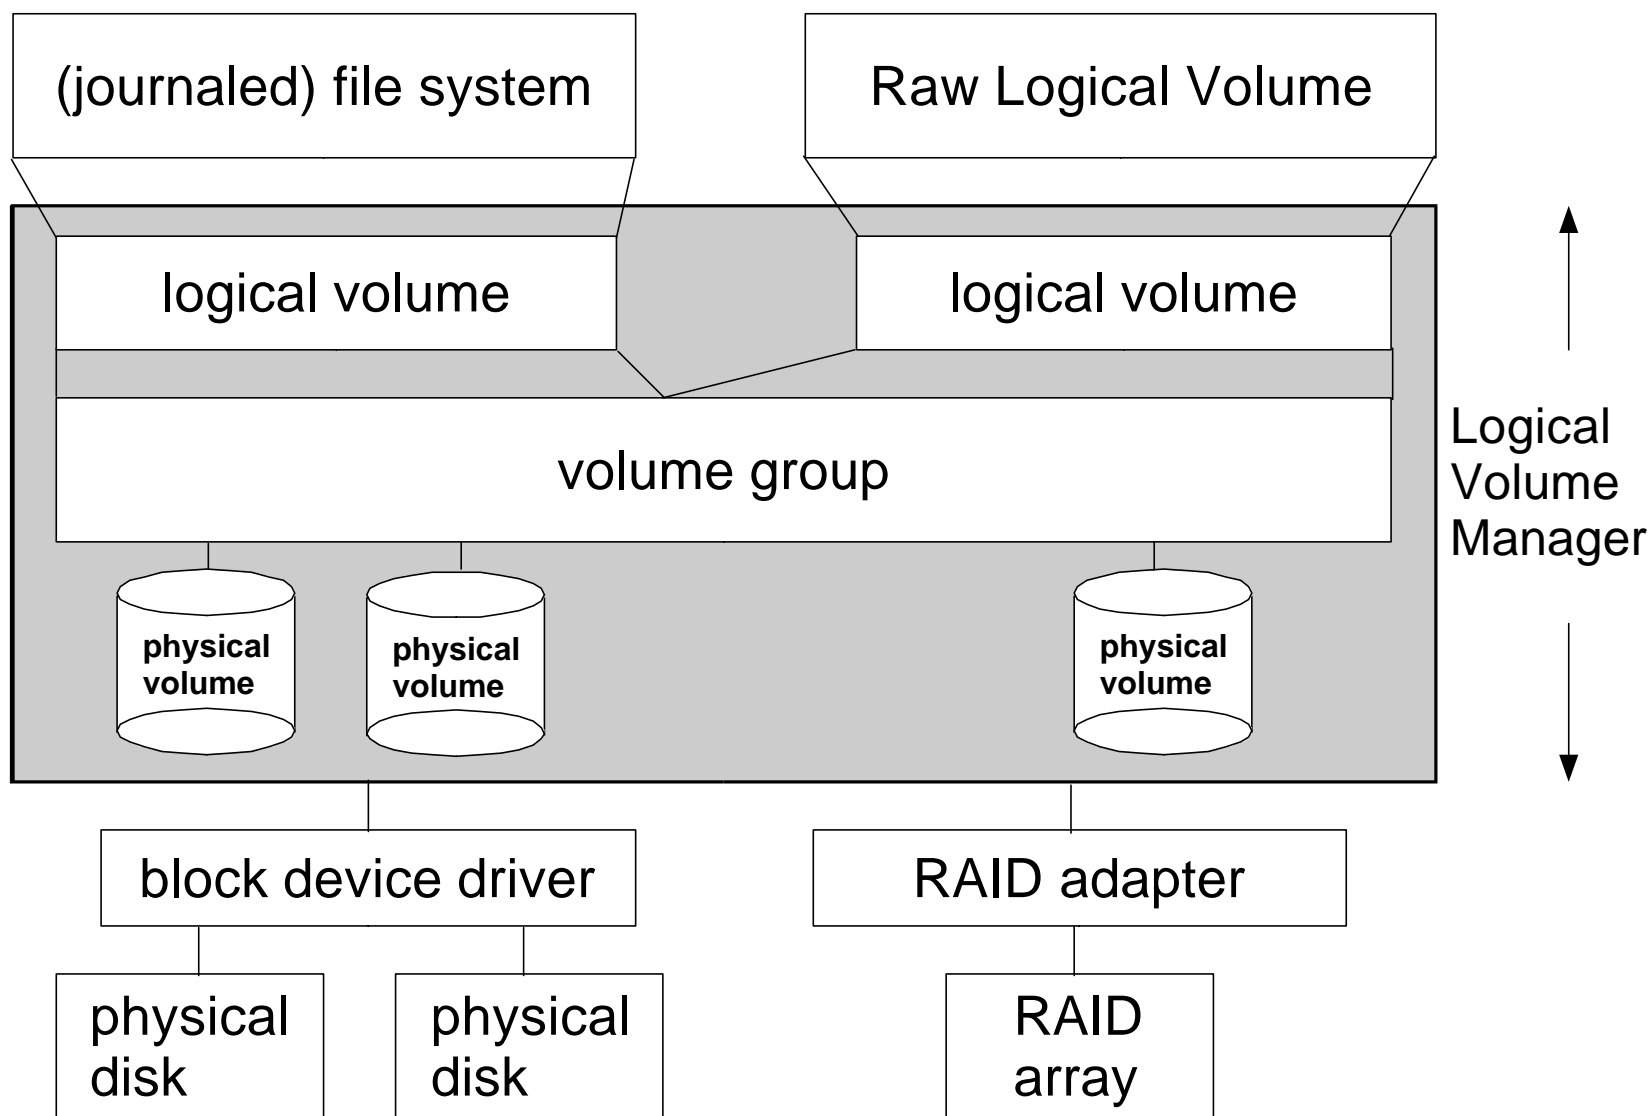 (journaled) file system
Raw Logical Volume
logical volume
logical volume
volume group
Logical
Volume
Manager
physical
volume
physical
volume
physical
volume
block device driver
RAID adapter
physical
disk
physical
disk
RAID
array